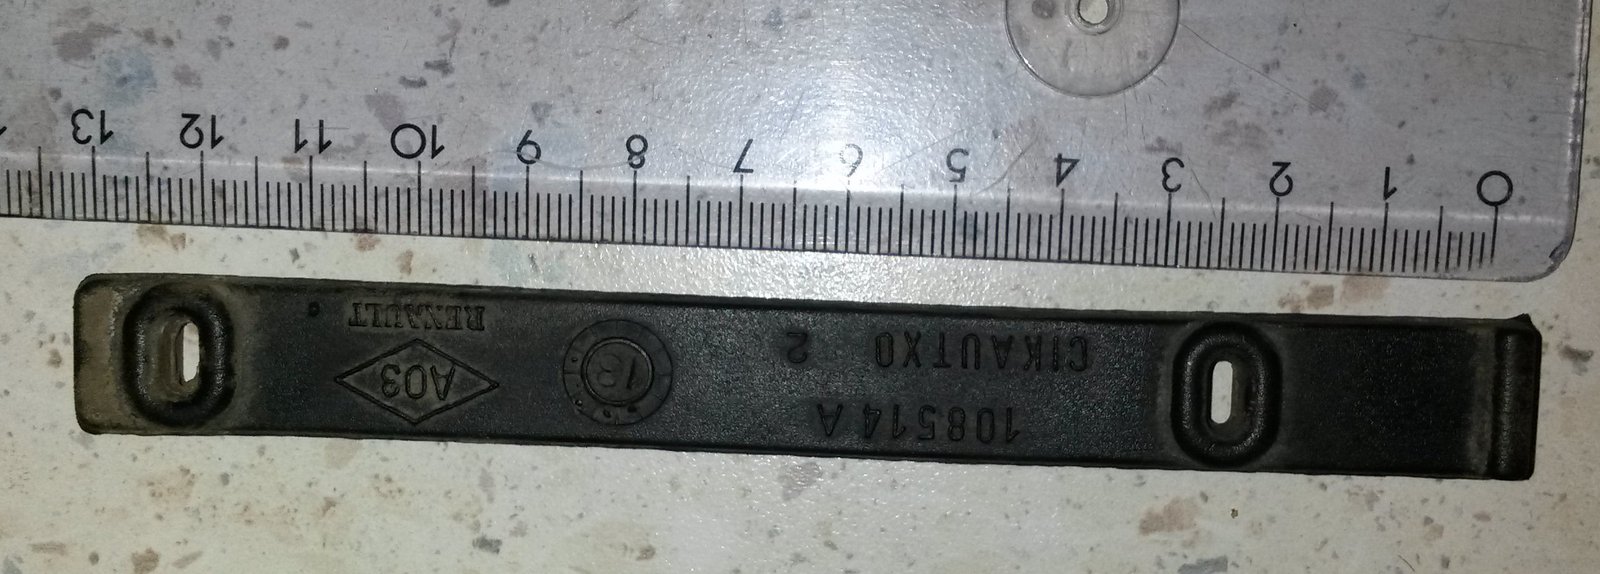 108514 A
CIKAUTXO 2
A03
RENAULT
0 1 2 3 4 5 6 7 8 9 10 11 12 13